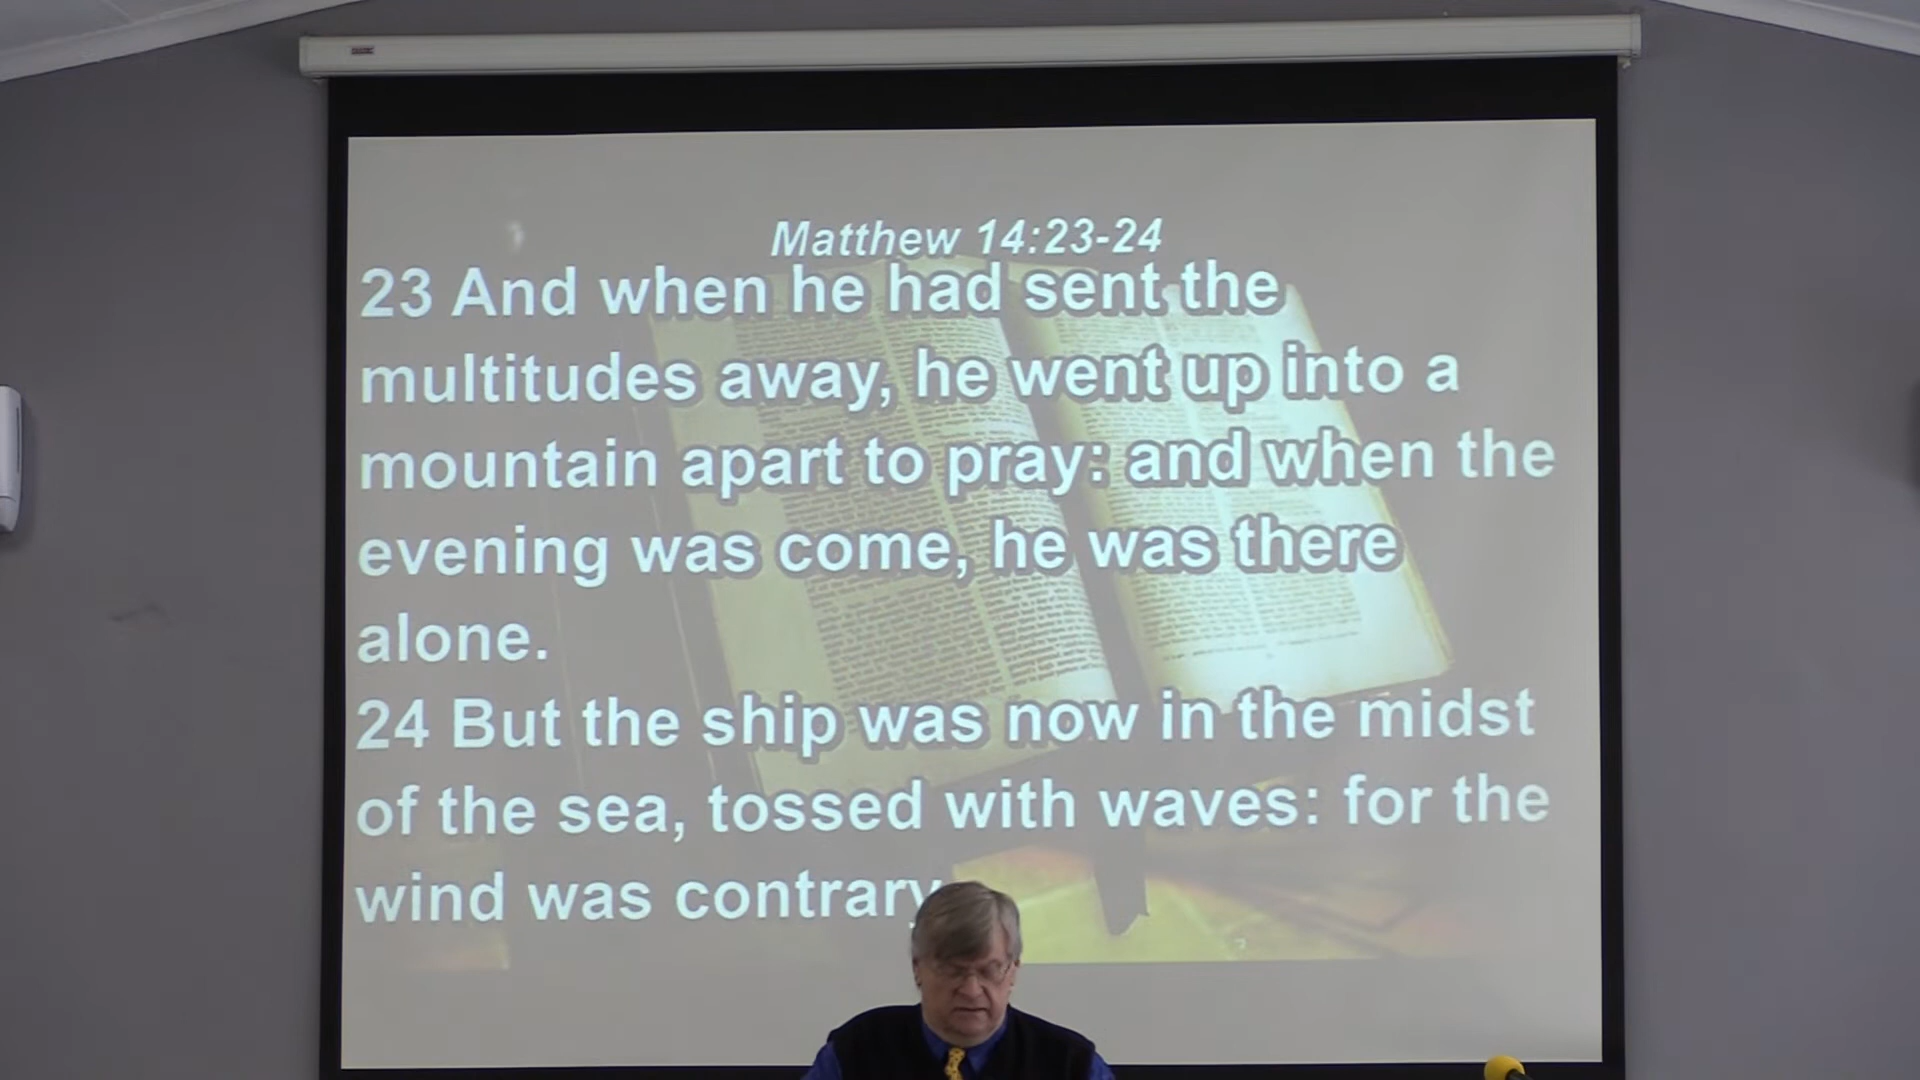 Matthew 14:23-24
23 And when he had sent the
multitudes away, he went up into a
mountain apart to pray: and when the
evening was come, he was there
alone.
24 But the ship was now in the midst
of the sea, tossed with waves: for the
wind was contrary